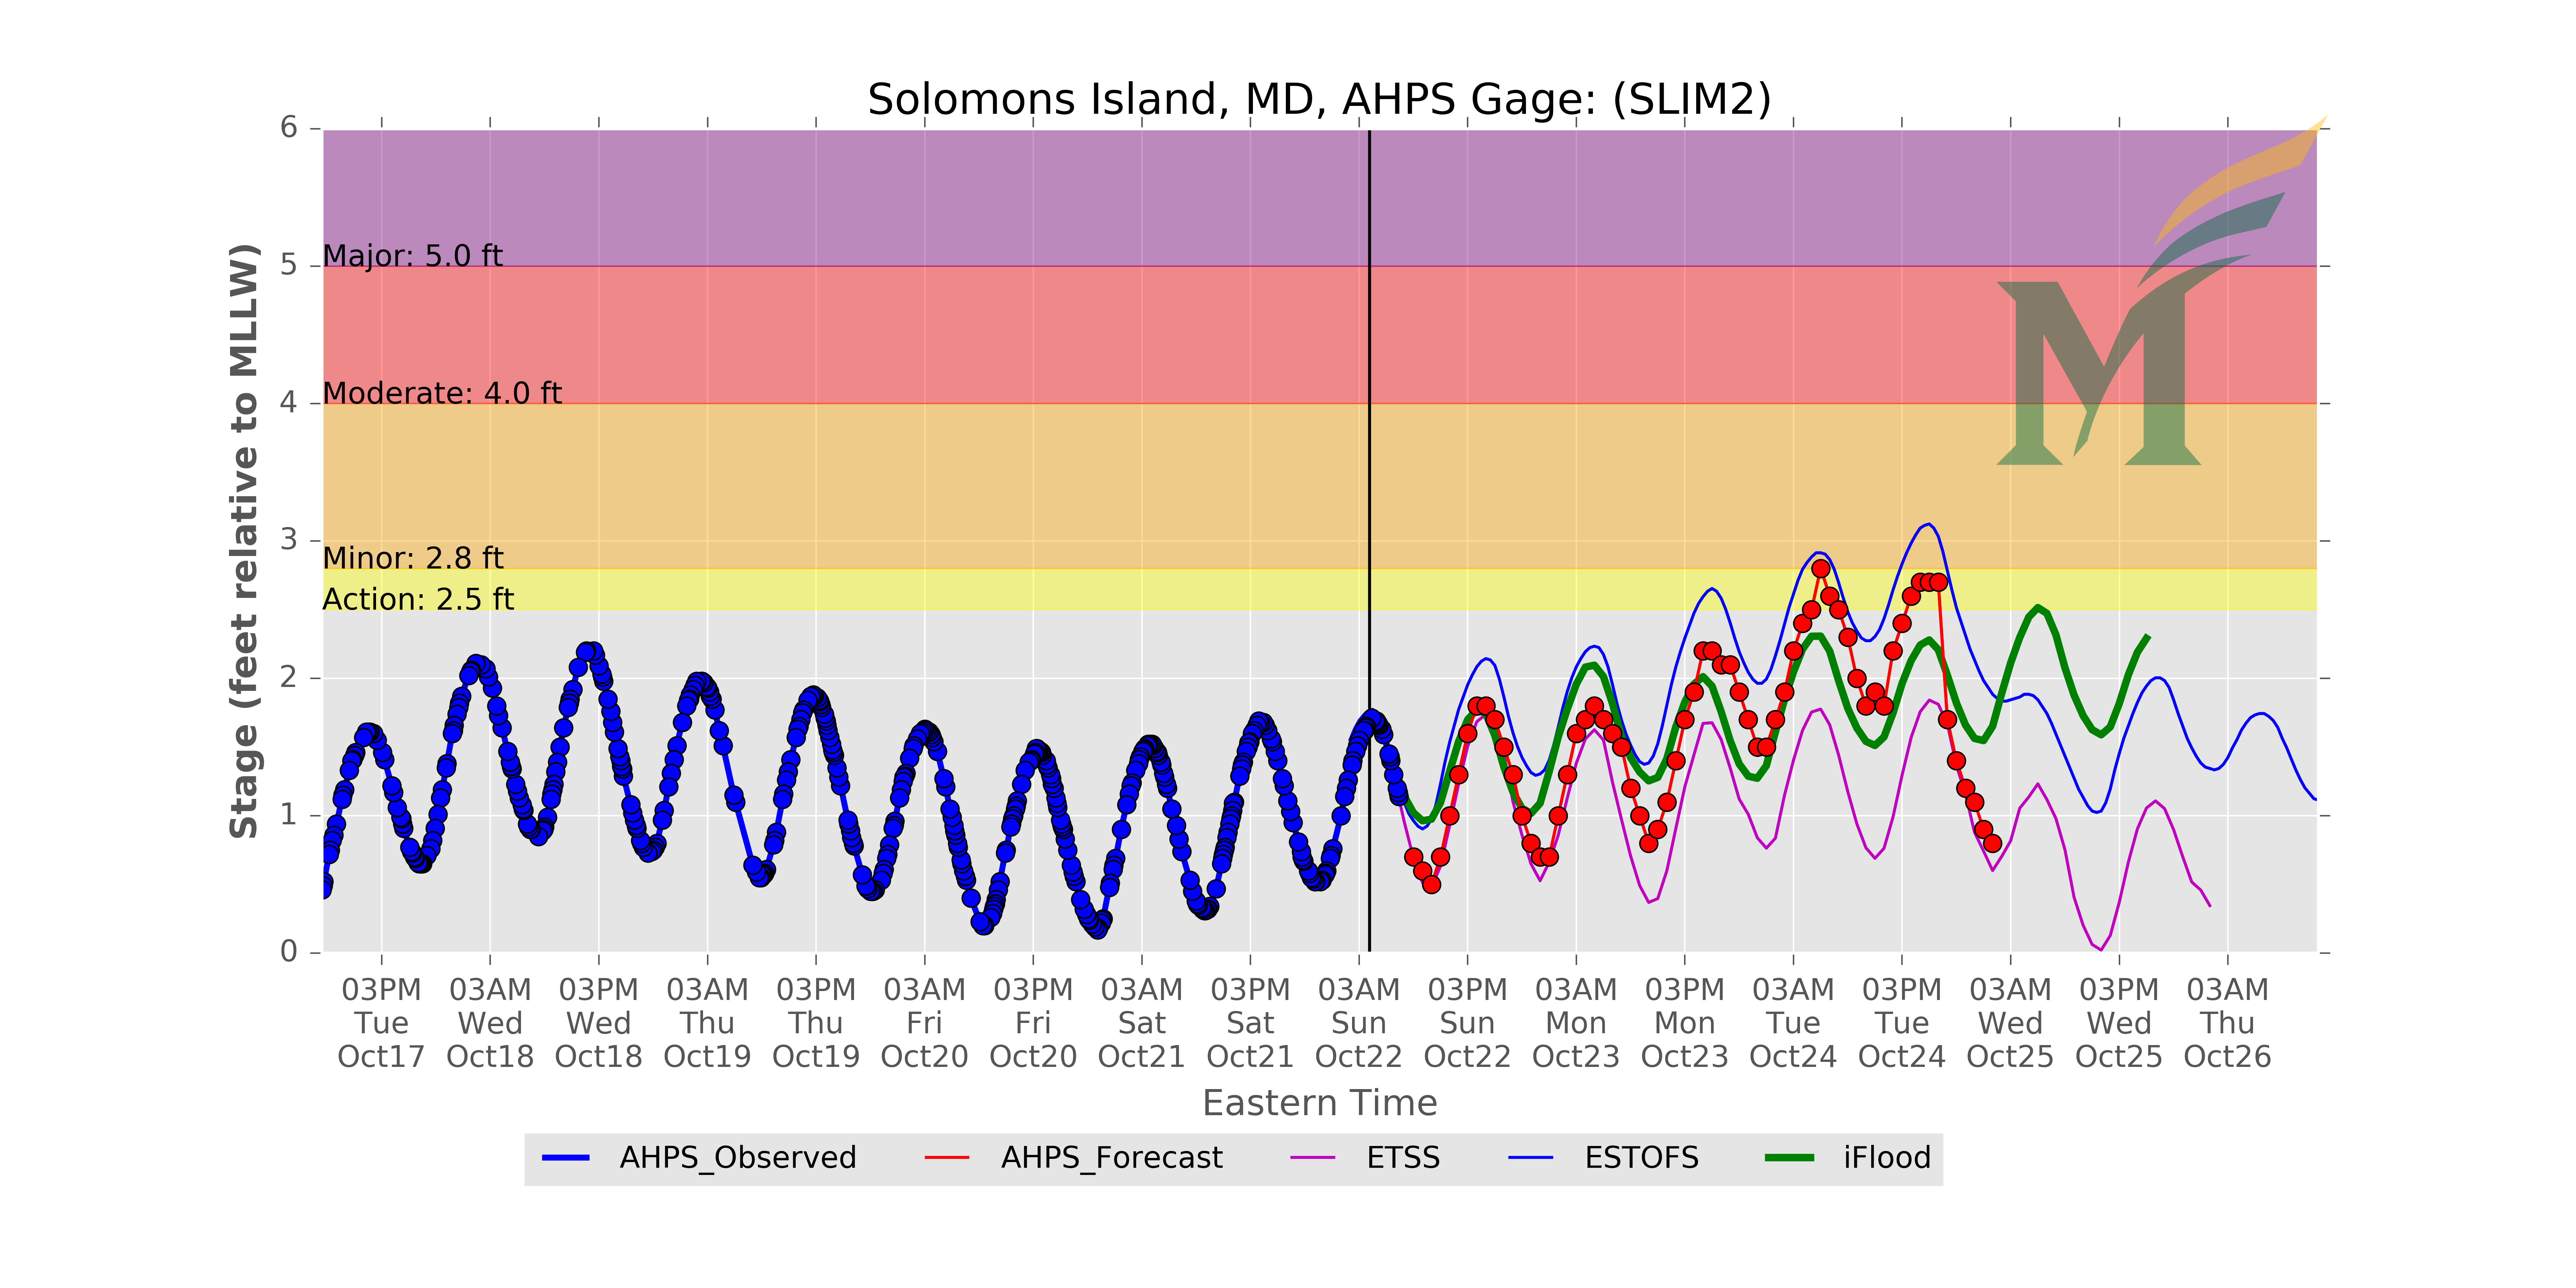 Solomons Island, MD, AHPS Gage: (SLIM2)
6
5
4
3
2
1
0
Stage (feet relative to MLLW)
Major: 5.0 ft
Moderate: 4.0 ft
Minor: 2.8 ft
Action: 2.5 ft
M
03PM 03AM 03PM 03AM 03PM 03AM 03PM 03AM 03PM 03AM 03PM 03AM 03PM 03AM 03PM 03AM 03PM 03AM
Tue Wed Wed Thu Thu Fri Fri Sat Sat Sun Sun Mon Mon Tue Tue Wed Wed Thu
Oct17 Oct18 Oct18 Oct19 Oct19 Oct20 Oct20 Oct21 Oct21 Oct22 Oct22 Oct23 Oct23 Oct24 Oct24 Oct25 Oct25 Oct26
Eastern Time
AHPS_Observed AHPS_Forecast ETSS ESTOFS iFlood